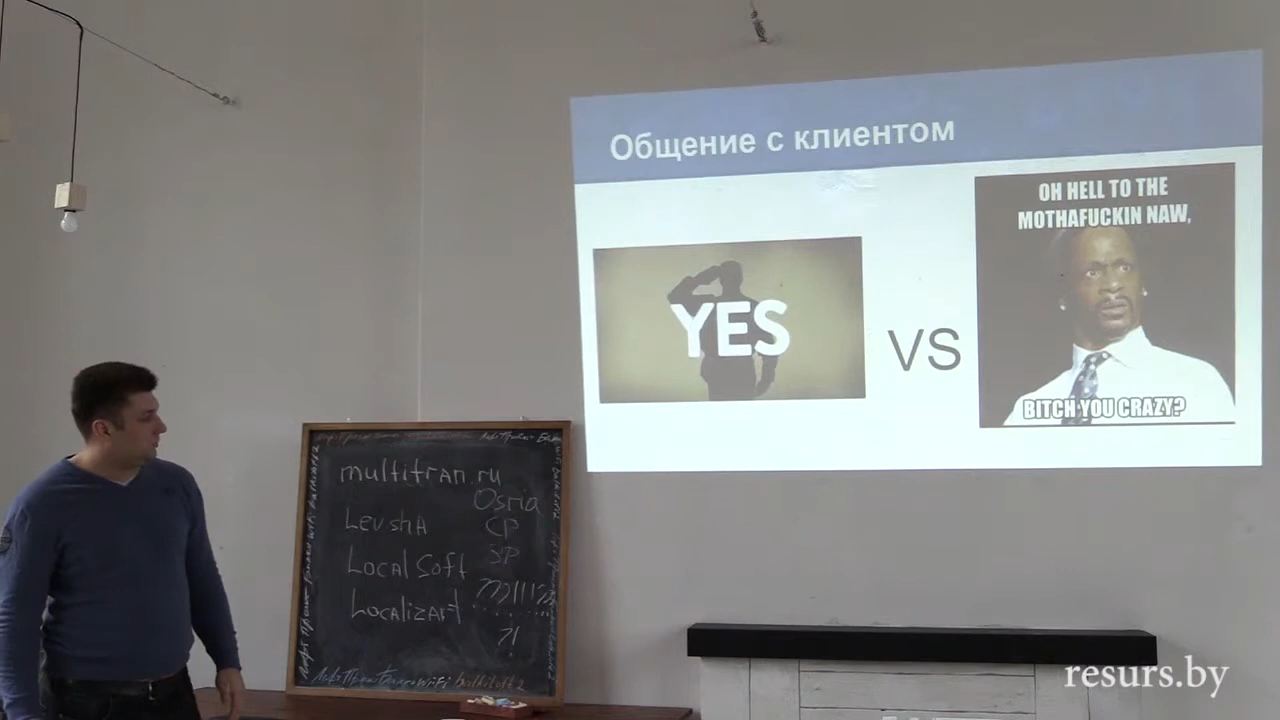 Общение с клиентом
YES
VS
OH HELL TO THE
MOTHAFUCKIN NAW,
BITCH YOU CRAZY?
multitran.ru
Osria
Levsha
CP
Local Soft
ЗР
Localizart
?!
resurs.by